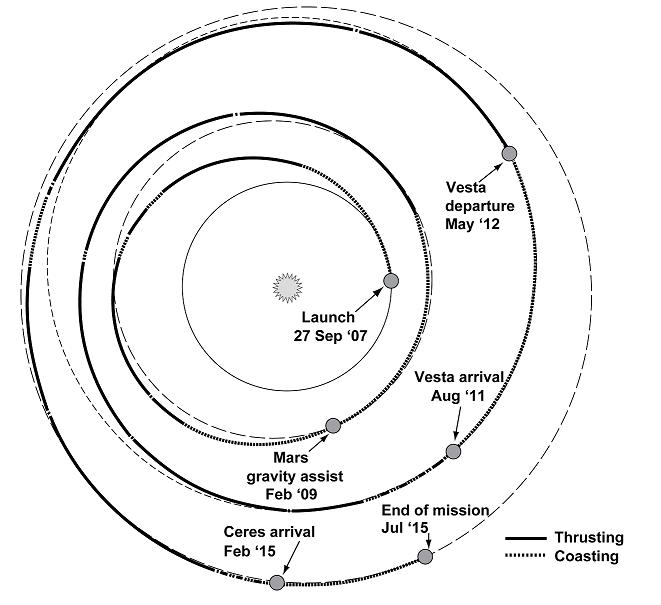 Vesta
departure
May ‘12
Launch
27 Sep ‘07
Vesta arrival
Aug ‘11
Mars
gravity assist
Feb ‘09
End of mission
Jul ‘15
Ceres arrival
Feb ‘15
Thrusting
Coasting